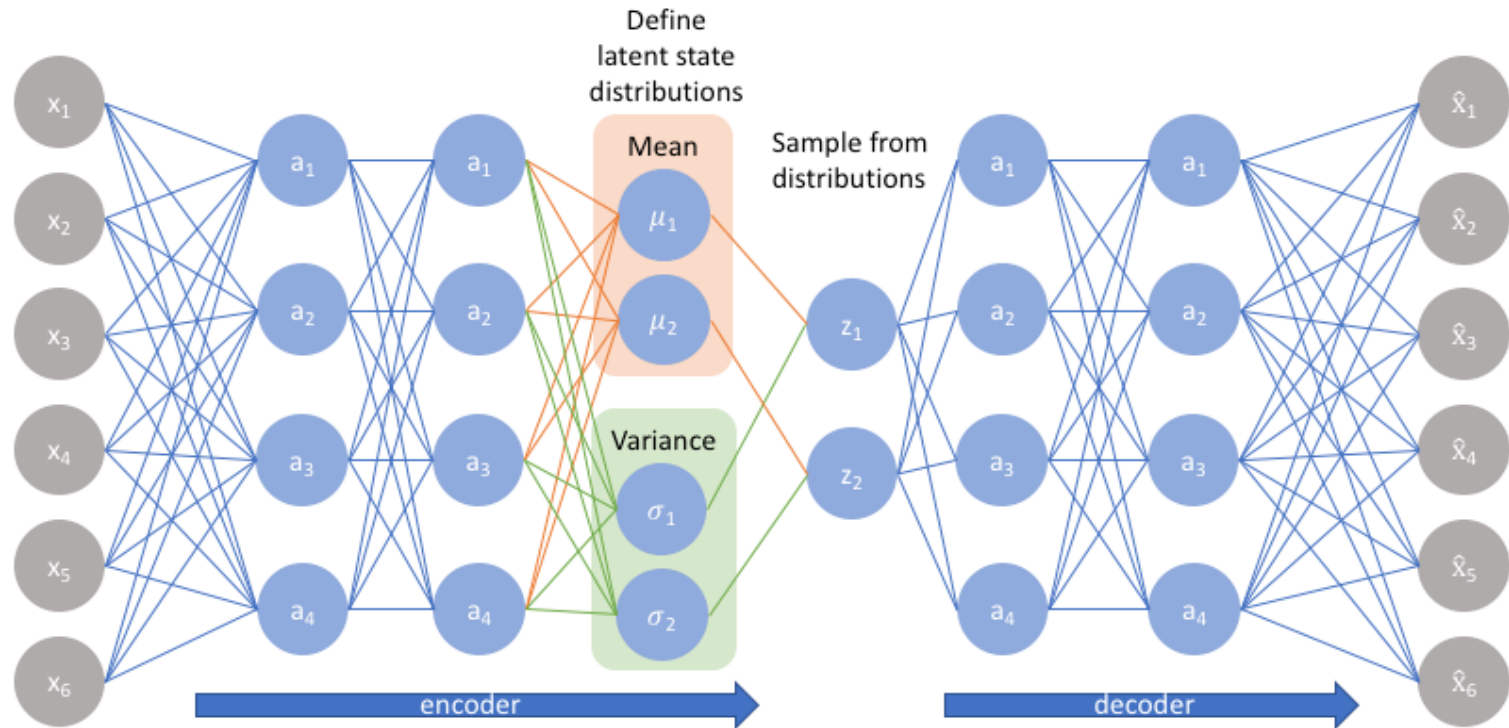 Define
latent state
distributions
x₁
x₂
x₃
x₄
x₅
x₆
a₁
a₂
a₃
a₄
a₁
a₂
a₃
a₄
Mean
μ₁
μ₂
Variance
σ₁
σ₂
Sample from
distributions
z₁
z₂
a₁
a₂
a₃
a₄
a₁
a₂
a₃
a₄
x̂₁
x̂₂
x̂₃
x̂₄
x̂₅
x̂₆
encoder
decoder